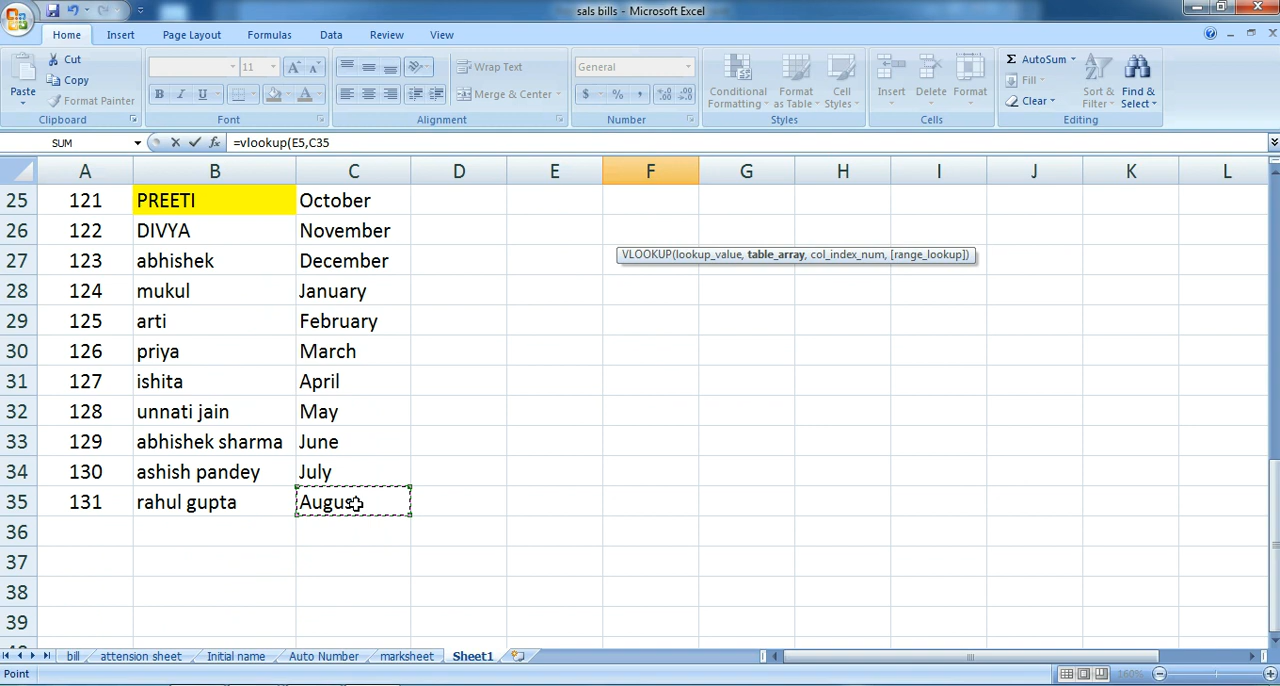 sals bills - Microsoft Excel
Home Insert Page Layout Formulas Data Review View
Paste
Cut
Copy
Format Painter
Clipboard
11
B I U
Font
Wrap Text
Merge & Center
Alignment
General
$ % ,
Number
Conditional Formatting
Format as Table
Cell Styles
Styles
Insert Delete Format
Cells
Σ AutoSum
Fill
Clear
Sort & Filter
Find & Select
Editing
SUM fx =vlookup(E5,C35
A B C D E F G H I J K L
25 121 PREETI October
26 122 DIVYA November
VLOOKUP(lookup_value, table_array, col_index_num, [range_lookup])
27 123 abhishek December
28 124 mukul January
29 125 arti February
30 126 priya March
31 127 ishita April
32 128 unnati jain May
33 129 abhishek sharma June
34 130 ashish pandey July
35 131 rahul gupta
36
37
38
39
bill attension sheet Initial name Auto Number marksheet Sheet1
Point 160%